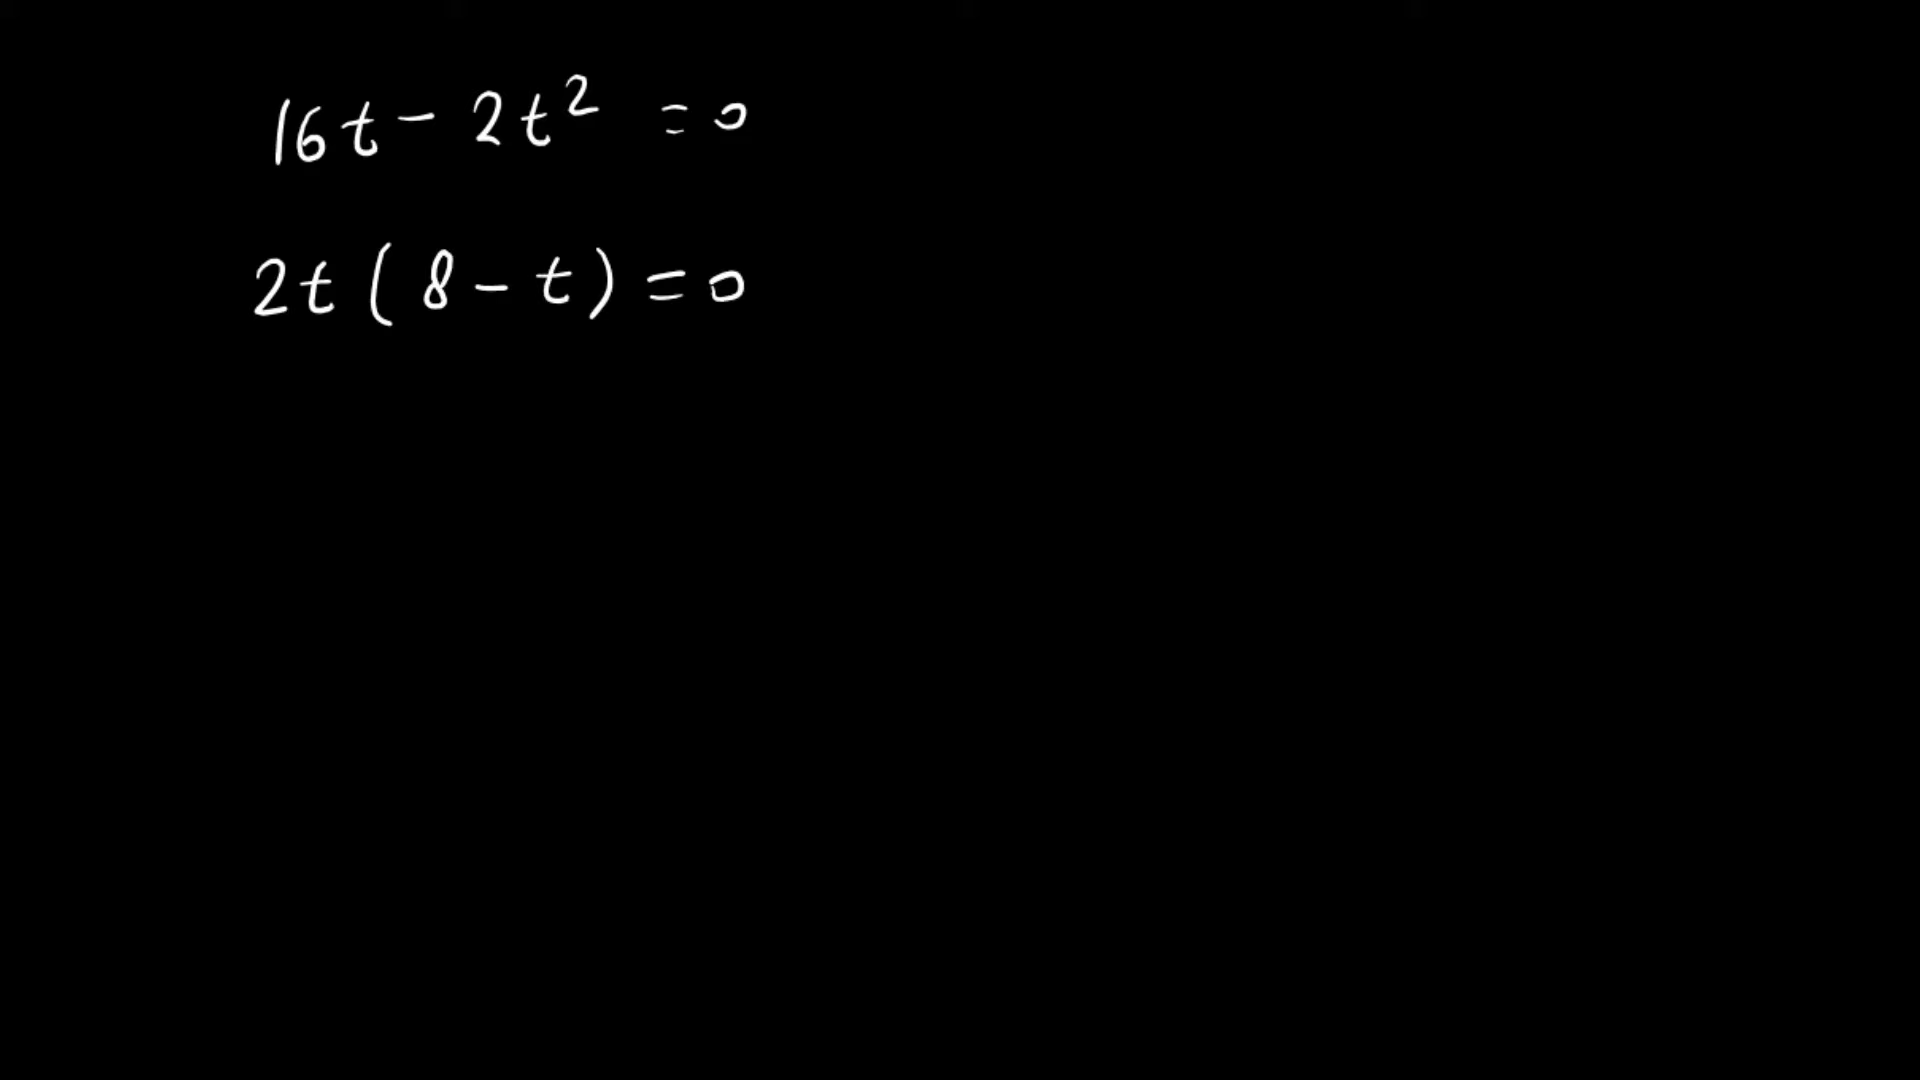 16t - 2t² = 0
2t (8 - t) = 0